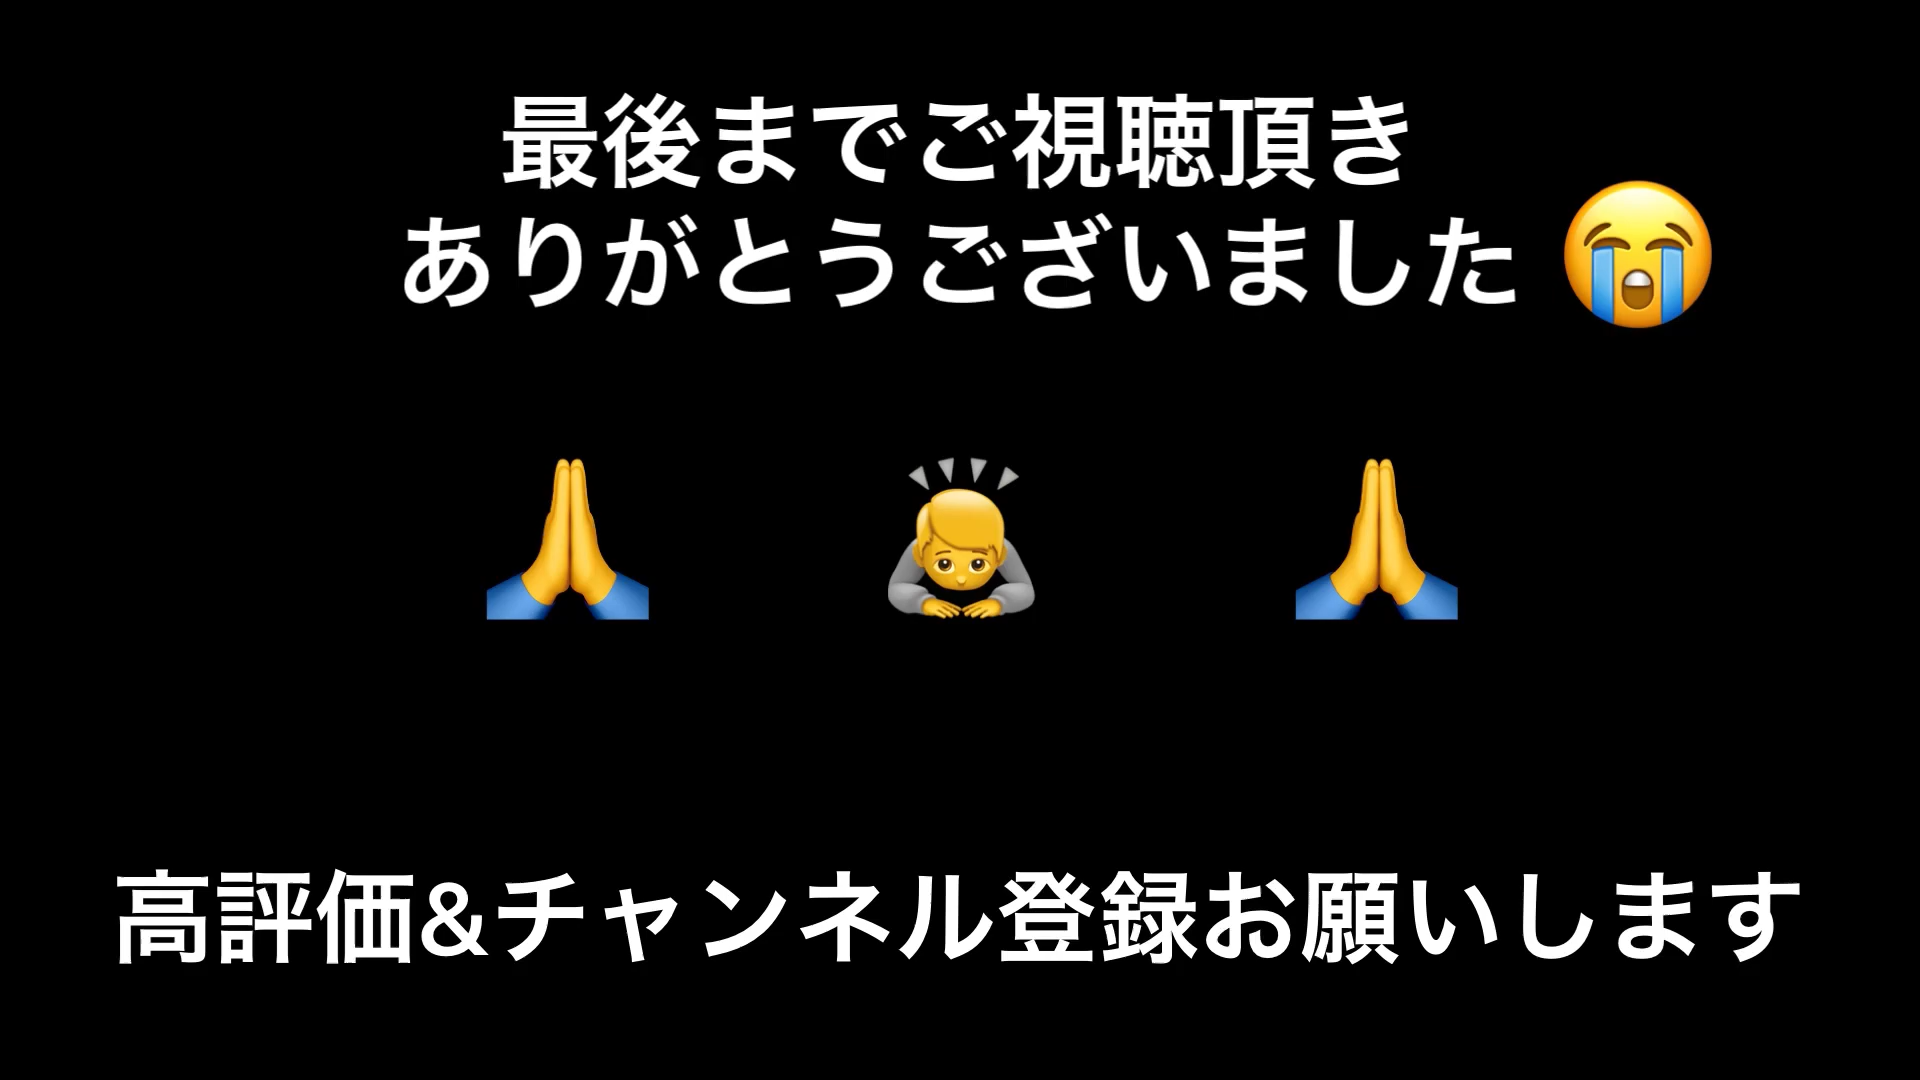 最後までご視聴頂き
ありがとうございました😭
🙏 🙇‍♂️ 🙏
高評価&チャンネル登録お願いします